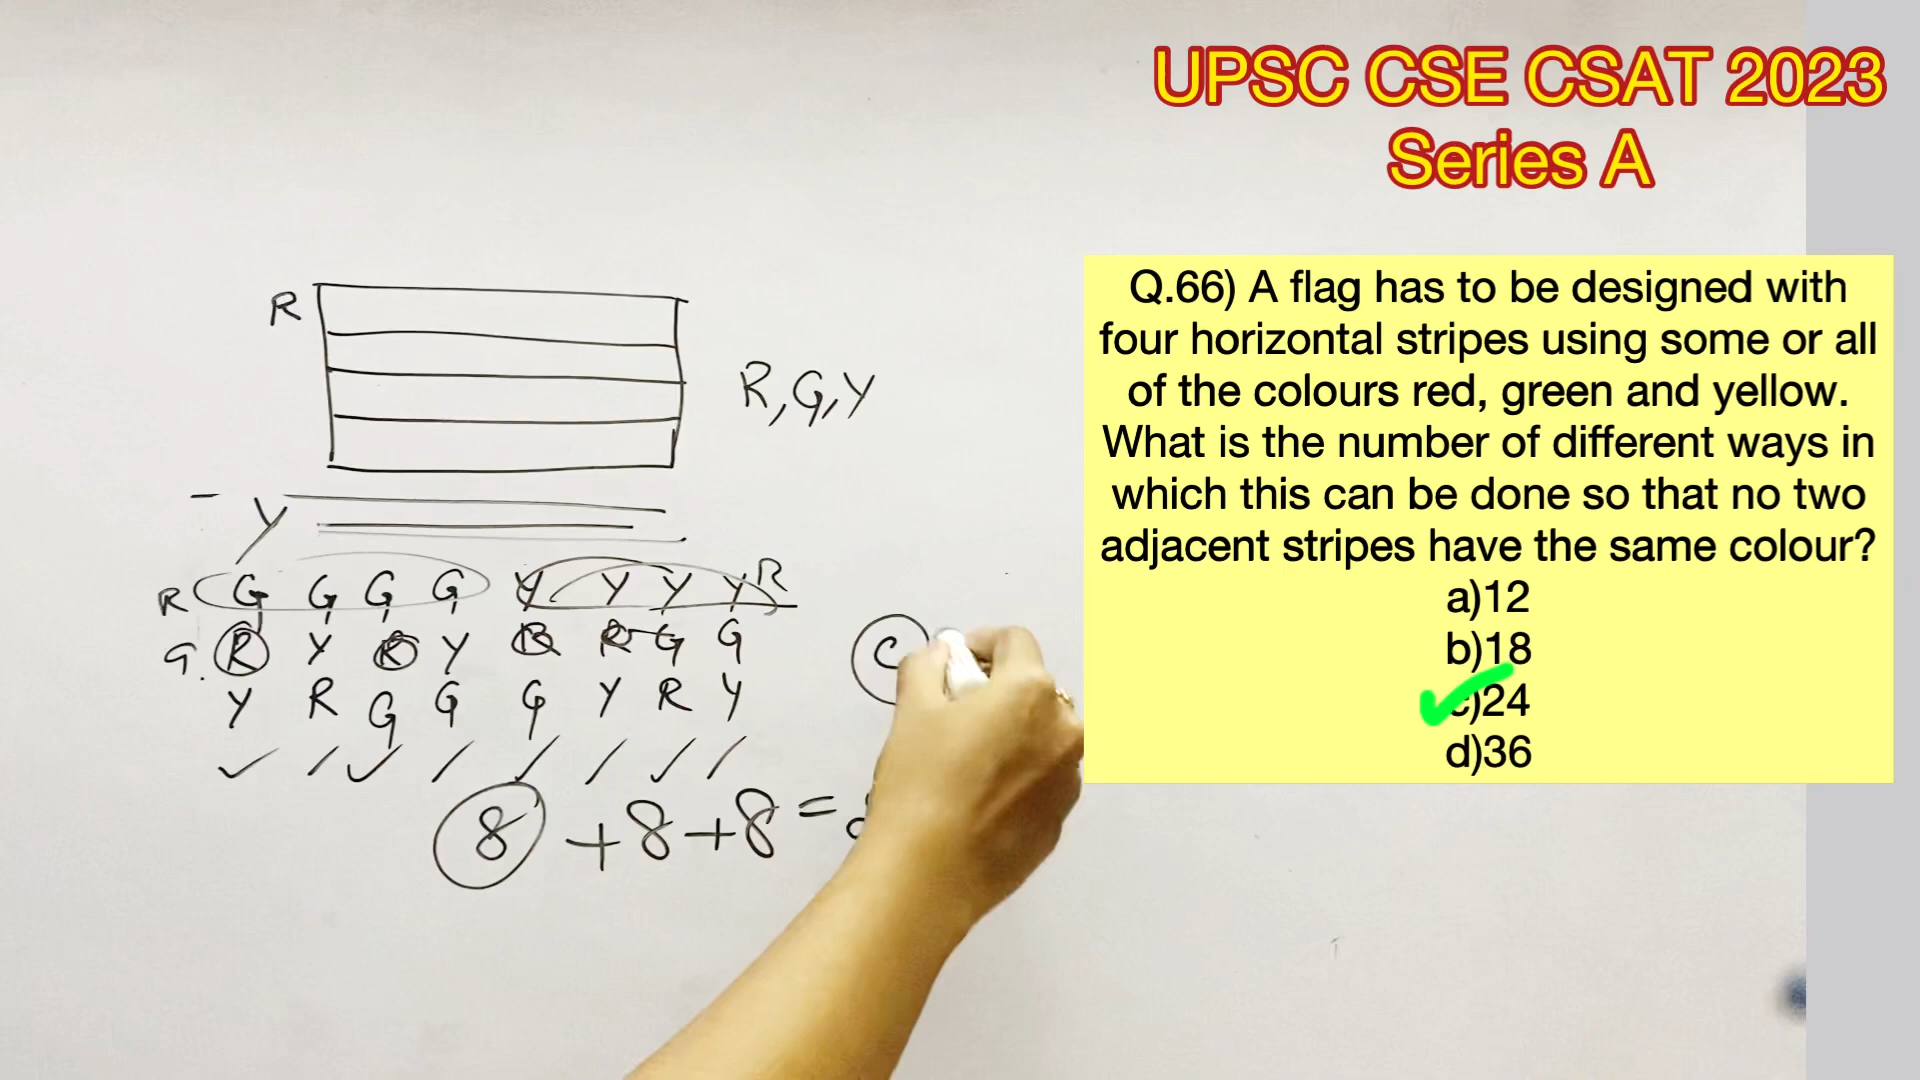 UPSC CSE CSAT 2023
Series A
Q.66) A flag has to be designed with
four horizontal stripes using some or all
of the colours red, green and yellow.
What is the number of different ways in
which this can be done so that no two
adjacent stripes have the same colour?
a)12
b)18
c)24
d)36
R
R,G,Y
Y
R G G G G Y Y Y Y R
G. R Y R Y R R G G
Y R G G G Y R Y
8 + 8 + 8 =
C